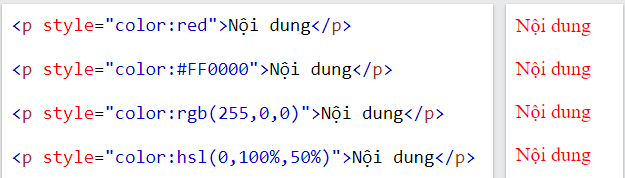 <p style="color:red">Nội dung</p>
<p style="color:#FF0000">Nội dung</p>
<p style="color:rgb(255,0,0)">Nội dung</p>
<p style="color:hsl(0,100%,50%)">Nội dung</p>
Nội dung
Nội dung
Nội dung
Nội dung